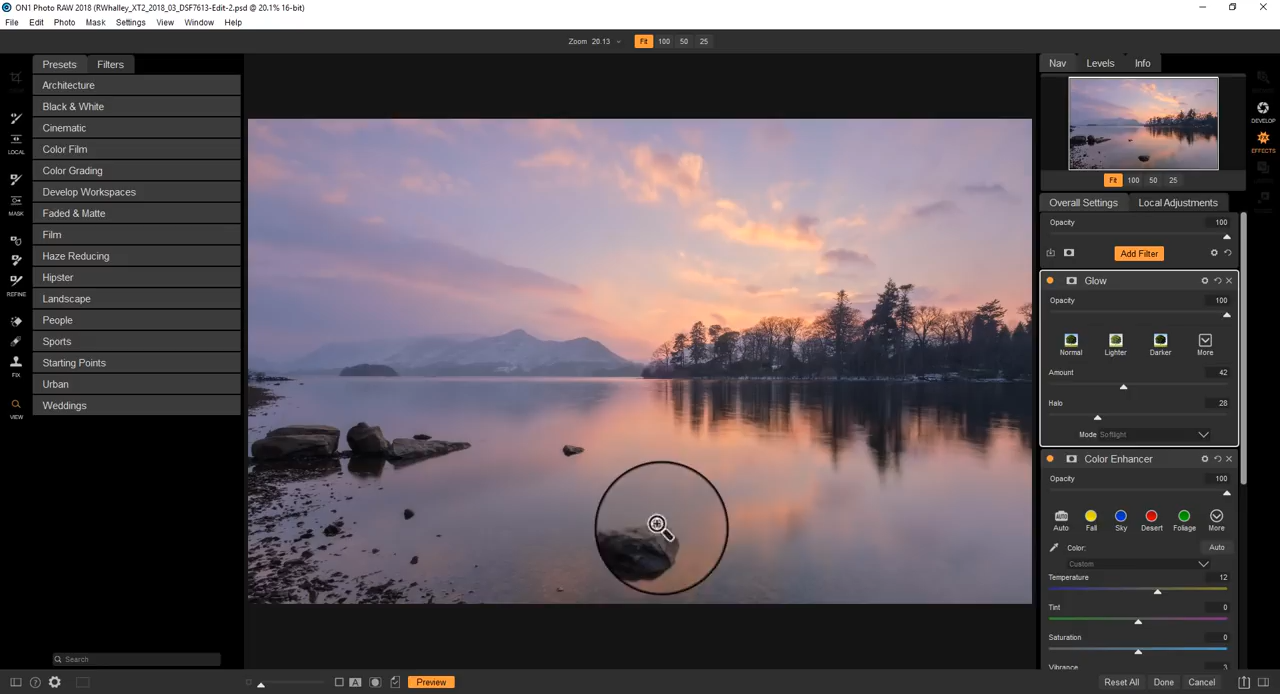 ON1 Photo RAW 2018 (RWhalley_XT2_2018_03_DSF7613-Edit-2.psd @ 20.1% 16-bit)
File Edit Photo Mask Settings View Window Help
Zoom 20.13 Fit 100 50 25
Presets Filters
Architecture
Black & White
Cinematic
Color Film
Color Grading
Develop Workspaces
Faded & Matte
Film
Haze Reducing
Hipster
Landscape
People
Sports
Starting Points
Urban
Weddings
Search
LOCAL
MASK
REFINE
FIX
VIEW
Nav Levels Info
Fit 100 50 25
DEVELOP
EFFECTS
Overall Settings Local Adjustments
Opacity 100
Add Filter
Glow
Opacity 100
Normal Lighter Darker More
Amount 42
Halo 28
Mode Softlight
Color Enhancer
Opacity 100
AUTO
Auto Fall Sky Desert Foliage More
Color: Auto
Custom
Temperature 12
Tint 0
Saturation 0
Vibrance 3
A Preview
Reset All Done Cancel